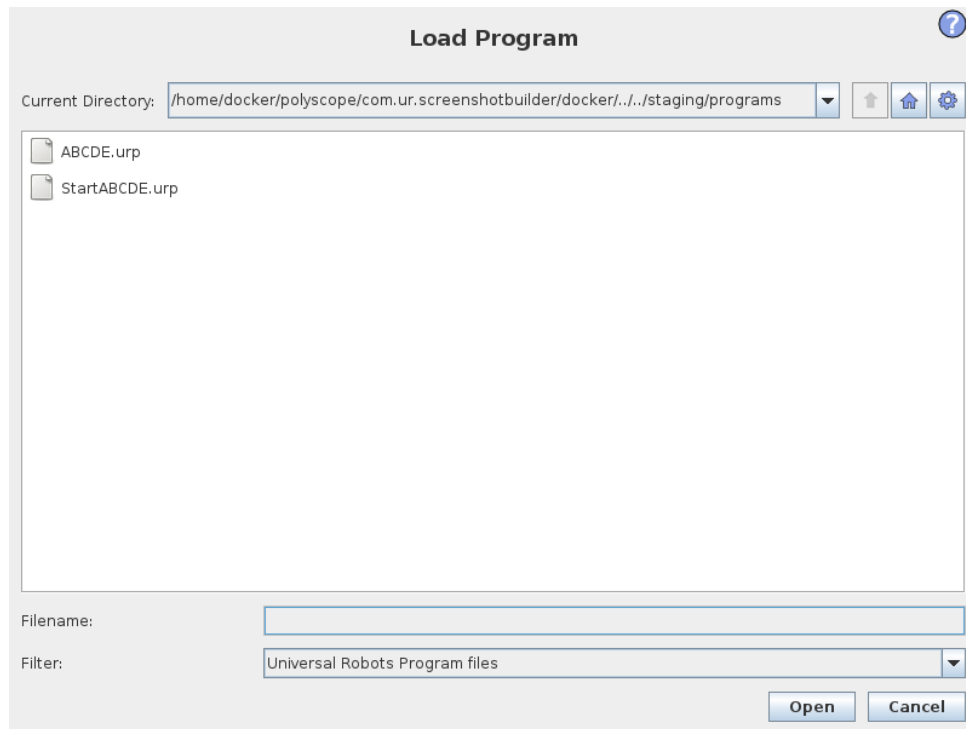 Load Program
?
Current Directory: /home/docker/polyscope/com.ur.screenshotbuilder/docker/../../staging/programs
ABCDE.urp
StartABCDE.urp
Filename:
Filter: Universal Robots Program files
Open Cancel